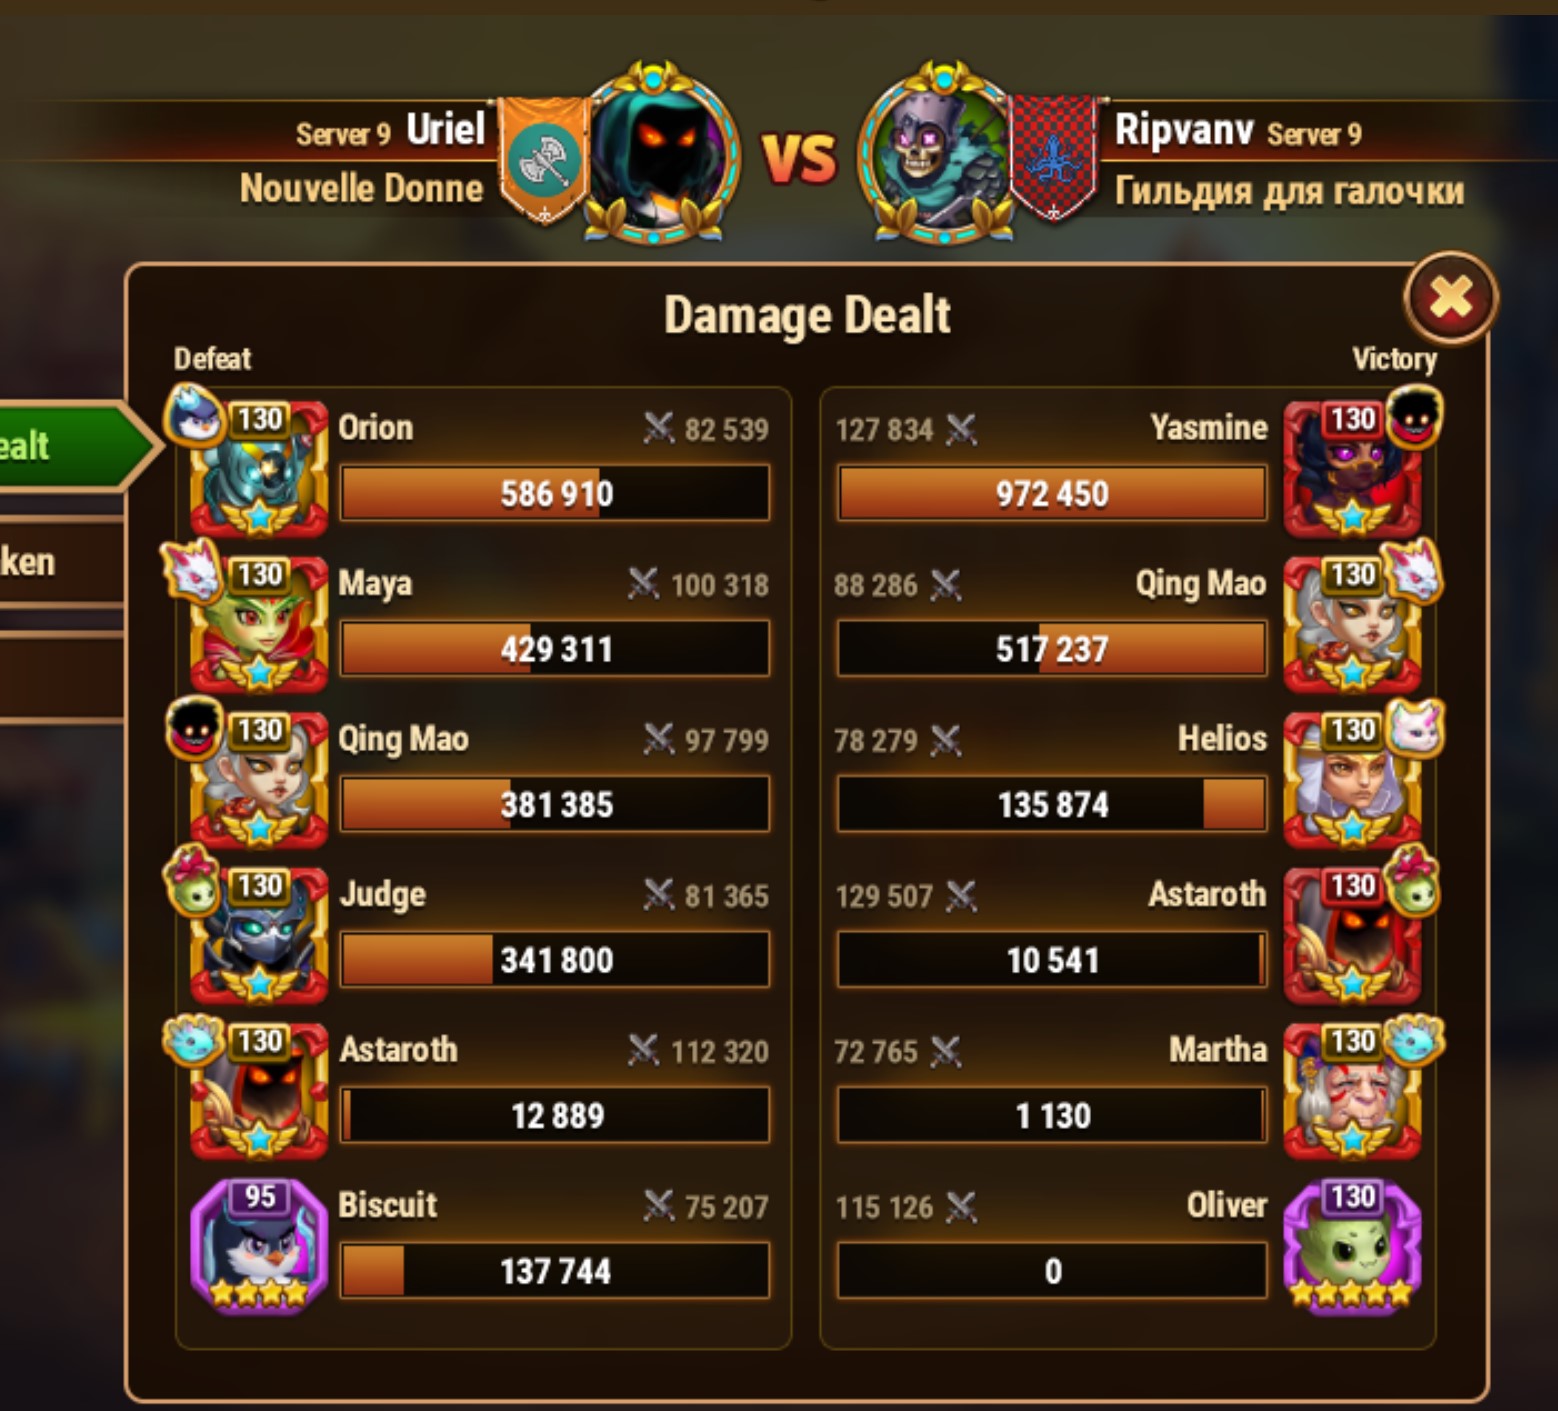 Server 9 Uriel
Nouvelle Donne
VS
Ripvanv Server 9
Гильдия для галочки
Damage Dealt
Defeat
Victory
ealt
ken
130
Orion
82 539
586 910
130
Maya
100 318
429 311
130
Qing Mao
97 799
381 385
130
Judge
81 365
341 800
130
Astaroth
112 320
12 889
95
Biscuit
75 207
137 744
127 834
Yasmine
130
972 450
88 286
Qing Mao
130
517 237
78 279
Helios
130
135 874
129 507
Astaroth
130
10 541
72 765
Martha
130
1 130
115 126
Oliver
130
0